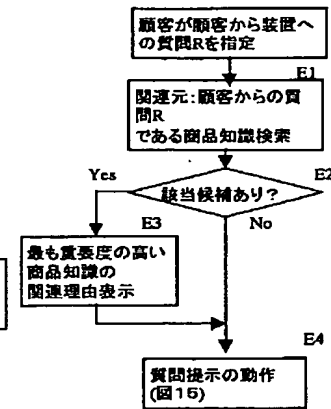 顧客が顧客から装置へ
の質問Rを指定
E1
関連元:顧客からの質
問R
である商品知識検索
Yes
E2
該当候補あり?
E3
No
最も重要度の高い
商品知識の
関連理由表示
E4
質問提示の動作
(図15)